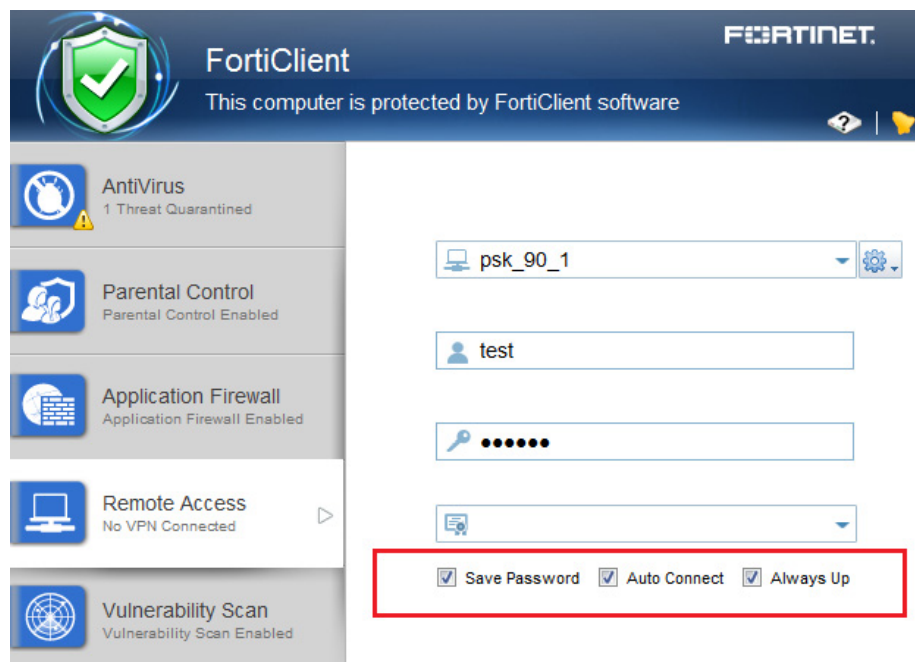 FORTINET.
FortiClient
This computer is protected by FortiClient software
AntiVirus
1 Threat Quarantined
Parental Control
Parental Control Enabled
Application Firewall
Application Firewall Enabled
Remote Access
No VPN Connected
Vulnerability Scan
Vulnerability Scan Enabled
psk_90_1
test
••••••
Save Password Auto Connect Always Up